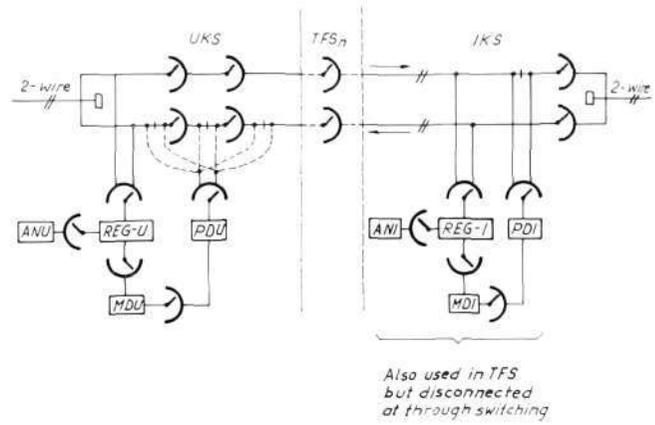 UKS
TFSn
IKS
2-wire
2-wire
ANU
REG-U
PDU
ANI
REG-I
PDI
MDU
MDI
Also used in TFS
but disconnected
at through switching